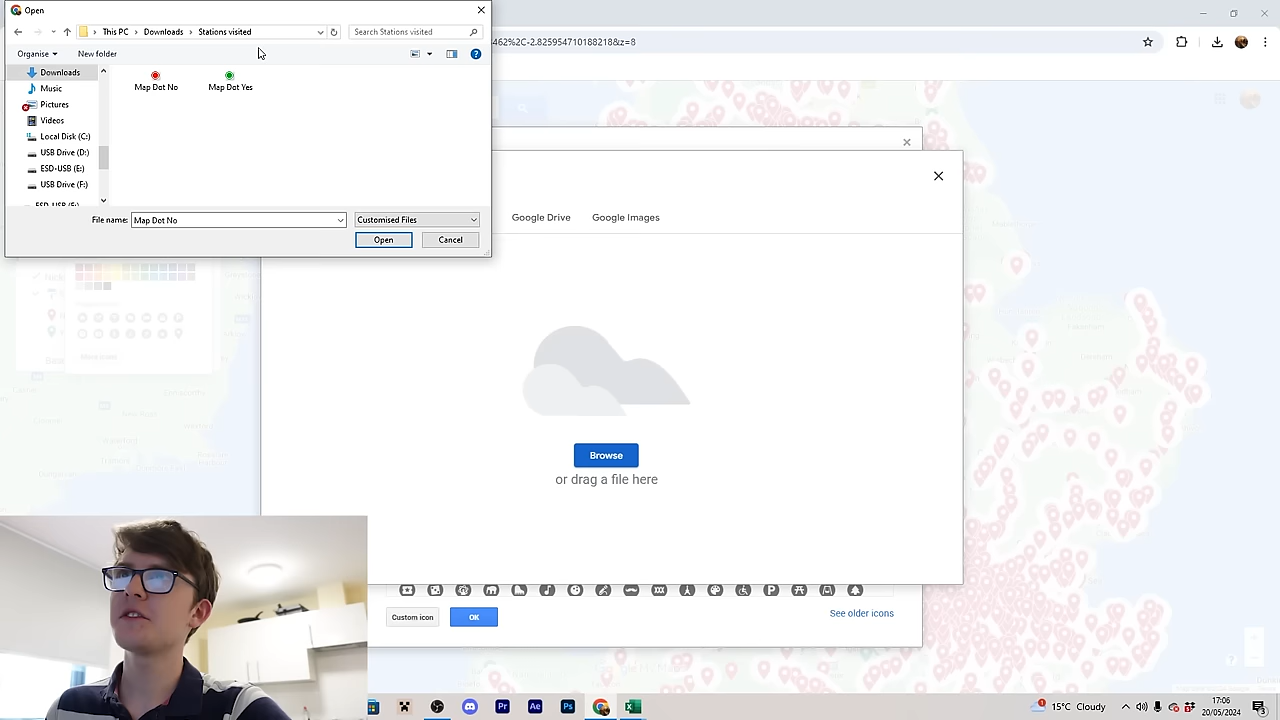 Open
This PC
Downloads
Stations visited
Search Stations visited
462%2C-2.82595471018821&z=8
Organise
New folder
Downloads
Music
Pictures
Videos
Local Disk (C:)
USB Drive (D:)
ESD-USB (E:)
USB Drive (F:)
ESD-USB (E:)
Map Dot No
Map Dot Yes
File name:
Map Dot No
Customised Files
Open
Cancel
Google Drive
Google Images
Browse
or drag a file here
Custom icon
OK
See older icons
15°C Cloudy
17:06
20/05/2024